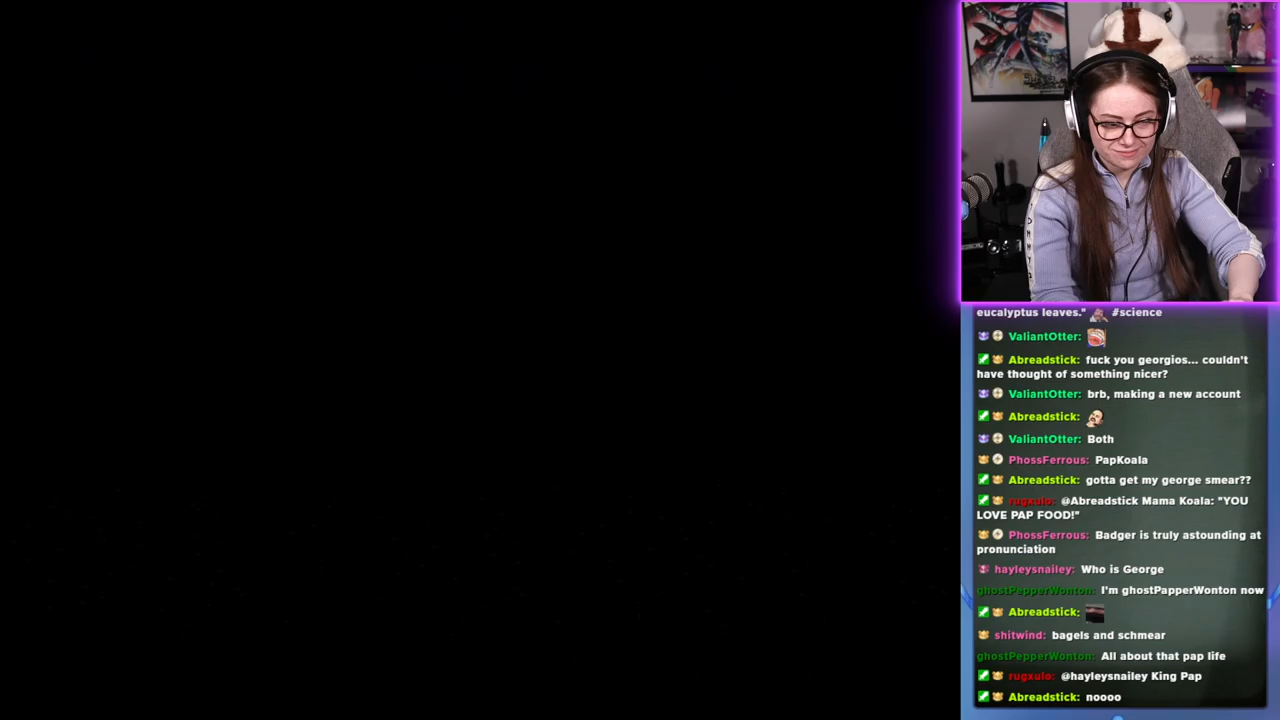 eucalyptus leaves." #science
ValiantOtter:
Abreadstick: fuck you georgios... couldn't
have thought of something nicer?
ValiantOtter: brb, making a new account
Abreadstick:
ValiantOtter: Both
PhossFerrous: PapKoala
Abreadstick: gotta get my george smear??
rugxulo: @Abreadstick Mama Koala: "YOU
LOVE PAP FOOD!"
PhossFerrous: Badger is truly astounding at
pronunciation
hayleysnailey: Who is George
ghostPepperWonton: I'm ghostPapperWonton now
Abreadstick:
shitwind: bagels and schmear
ghostPepperWonton: All about that pap life
rugxulo: @hayleysnailey King Pap
Abreadstick: noooo